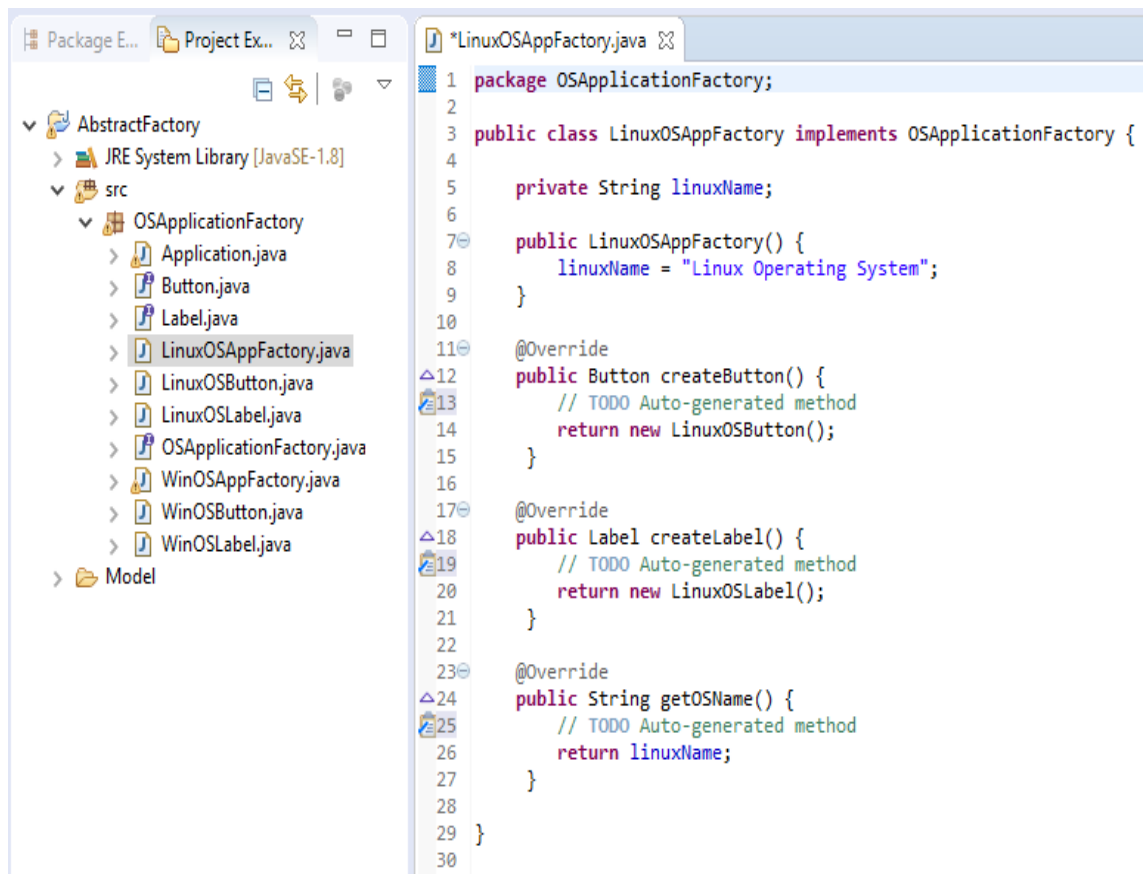 Package E...
Project Ex...
AbstractFactory
JRE System Library [JavaSE-1.8]
src
OSApplicationFactory
Application.java
Button.java
Label.java
LinuxOSAppFactory.java
LinuxOSButton.java
LinuxOSLabel.java
OSApplicationFactory.java
WinOSAppFactory.java
WinOSButton.java
WinOSLabel.java
Model
*LinuxOSAppFactory.java
1 package OSApplicationFactory;
2
3 public class LinuxOSAppFactory implements OSApplicationFactory {
4
5 private String linuxName;
6
7 public LinuxOSAppFactory() {
8 linuxName = "Linux Operating System";
9 }
10
11 @Override
12 public Button createButton() {
13 // TODO Auto-generated method
14 return new LinuxOSButton();
15 }
16
17 @Override
18 public Label createLabel() {
19 // TODO Auto-generated method
20 return new LinuxOSLabel();
21 }
22
23 @Override
24 public String getOSName() {
25 // TODO Auto-generated method
26 return linuxName;
27 }
28
29 }
30